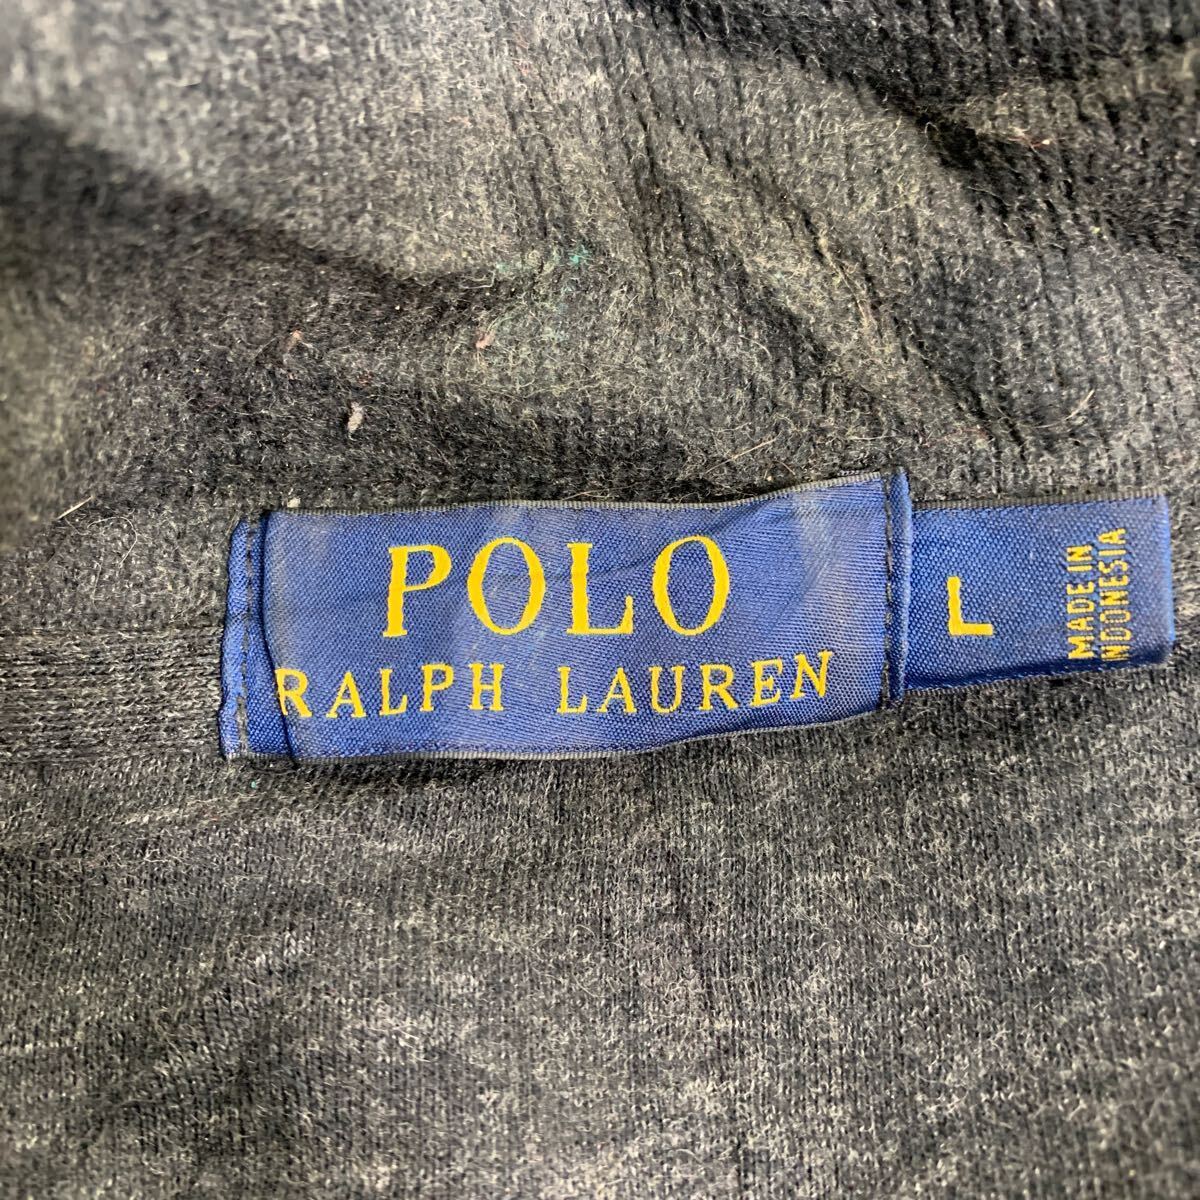 POLO
RALPH LAUREN
L
MADE IN
INDONESIA